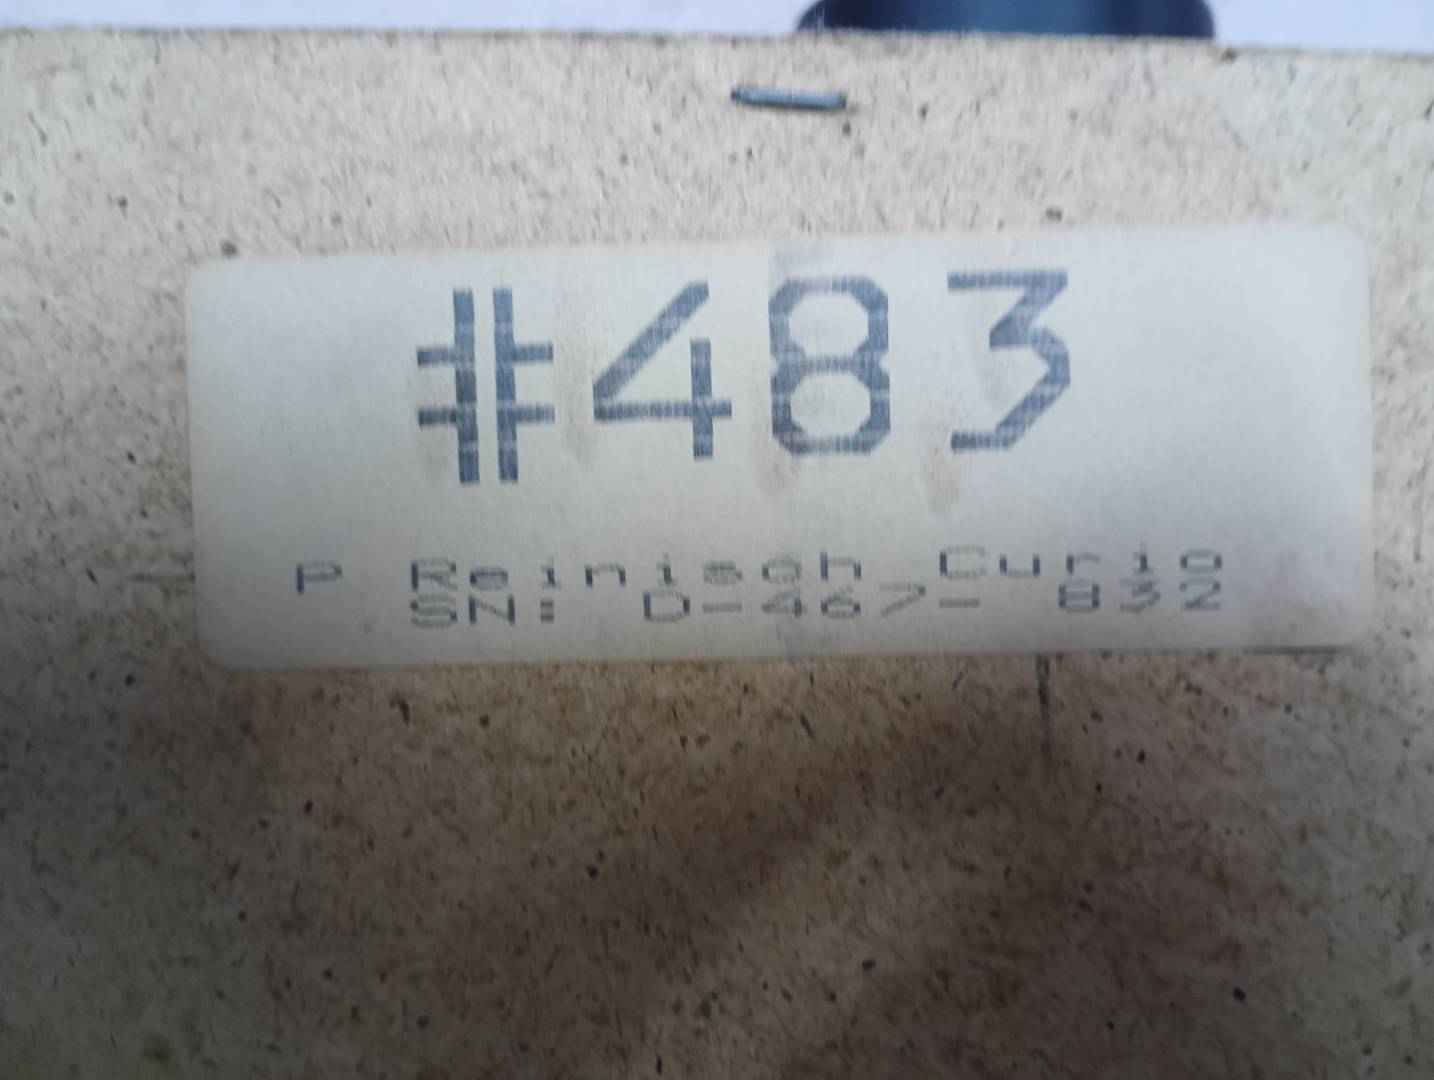 #483
P Reinisch Curio
SN: D-467- 832